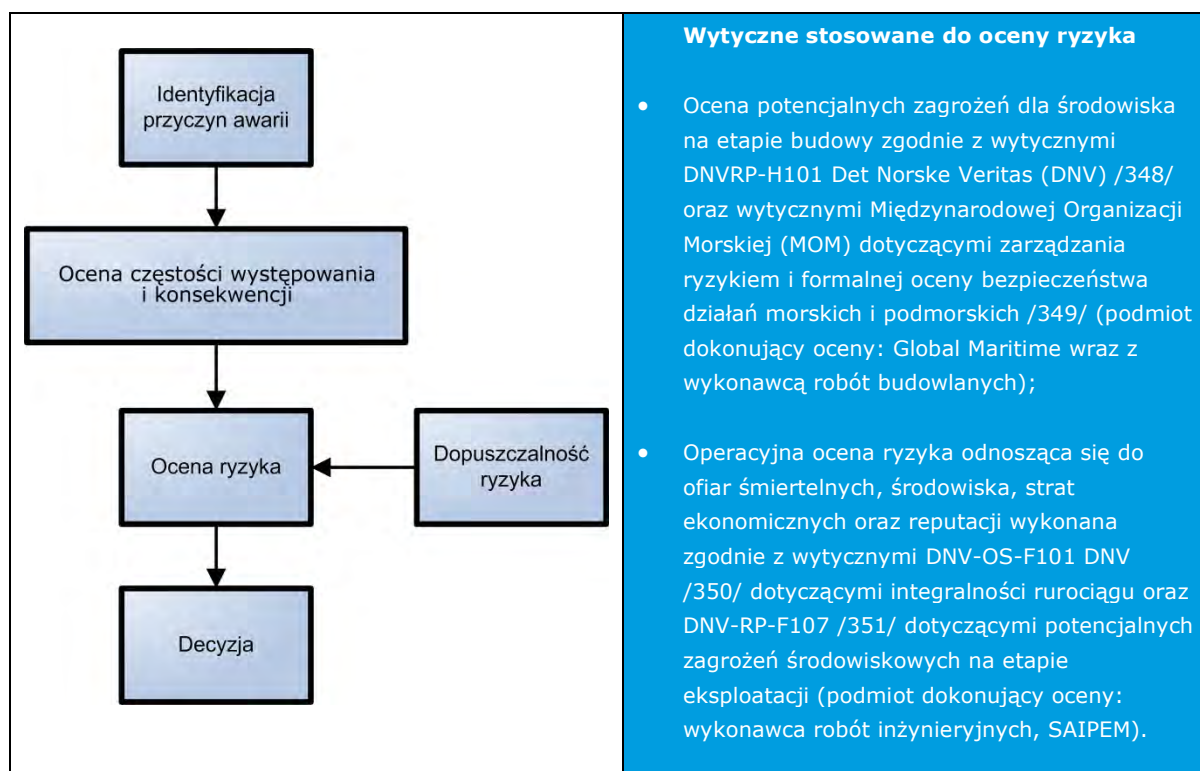 Identyfikacja
przyczyn awarii
Ocena częstości występowania
i konsekwencji
Ocena ryzyka
Dopuszczalność
ryzyka
Decyzja
Wytyczne stosowane do oceny ryzyka
• Ocena potencjalnych zagrożeń dla środowiska
na etapie budowy zgodnie z wytycznymi
DNVRP-H101 Det Norske Veritas (DNV) /348/
oraz wytycznymi Międzynarodowej Organizacji
Morskiej (MOM) dotyczącymi zarządzania
ryzykiem i formalnej oceny bezpieczeństwa
działań morskich i podmorskich /349/ (podmiot
dokonujący oceny: Global Maritime wraz z
wykonawcą robót budowlanych);
• Operacyjna ocena ryzyka odnosząca się do
ofiar śmiertelnych, środowiska, strat
ekonomicznych oraz reputacji wykonana
zgodnie z wytycznymi DNV-OS-F101 DNV
/350/ dotyczącymi integralności rurociągu oraz
DNV-RP-F107 /351/ dotyczącymi potencjalnych
zagrożeń środowiskowych na etapie
eksploatacji (podmiot dokonujący oceny:
wykonawca robót inżynieryjnych, SAIPEM).